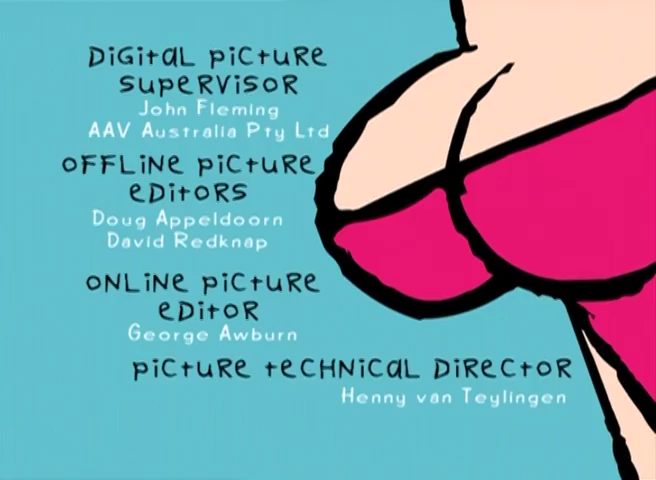 DiGital PictURE
SUPERVISOR
John Fleming
AAV Australia Pty Ltd
OFFLINE PictURE
EDitORS
Doug Appeldoorn
David Redknap
ONLINE PictURE
EDitOR
George Awburn
PictURE tECHNICAL DIRECtOR
Henny van Teylingen